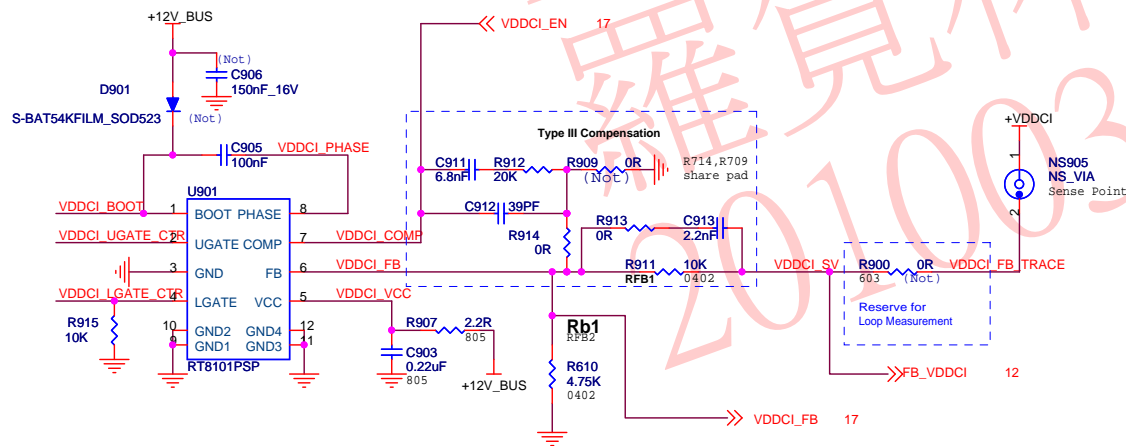 +12V_BUS
VDDCI_EN 17
(Not)
C906
150nF_16V
D901
S-BAT54KFILM_SOD523
(Not)
C905
100nF
VDDCI_PHASE
Type III Compensation
C911
6.8nF
R912
20K
R909
0R
(Not)
R714,R709
share pad
+VDDCI
1
NS905
NS_VIA
Sense Point
2
C912
39PF
R914
0R
R913
0R
C913
2.2nF
R911
10K
RFB1
0402
U901
VDDCI_BOOT
1
BOOT
PHASE
8
VDDCI_UGATE_CTR
2
UGATE
COMP
7
VDDCI_COMP
3
GND
FB
6
VDDCI_FB
VDDCI_LGATE_CTR
4
LGATE
VCC
5
VDDCI_VCC
10
GND2
GND4
12
9
GND1
GND3
11
RT8101PSP
R915
10K
R907
2.2R
805
C903
0.22uF
805
+12V_BUS
Rb1
RFB2
R610
4.75K
0402
VDDCI_SV
R900
0R
603
(Not)
VDDCI_FB_TRACE
Reserve for
Loop Measurement
FB_VDDCI 12
VDDCI_FB 17
201003